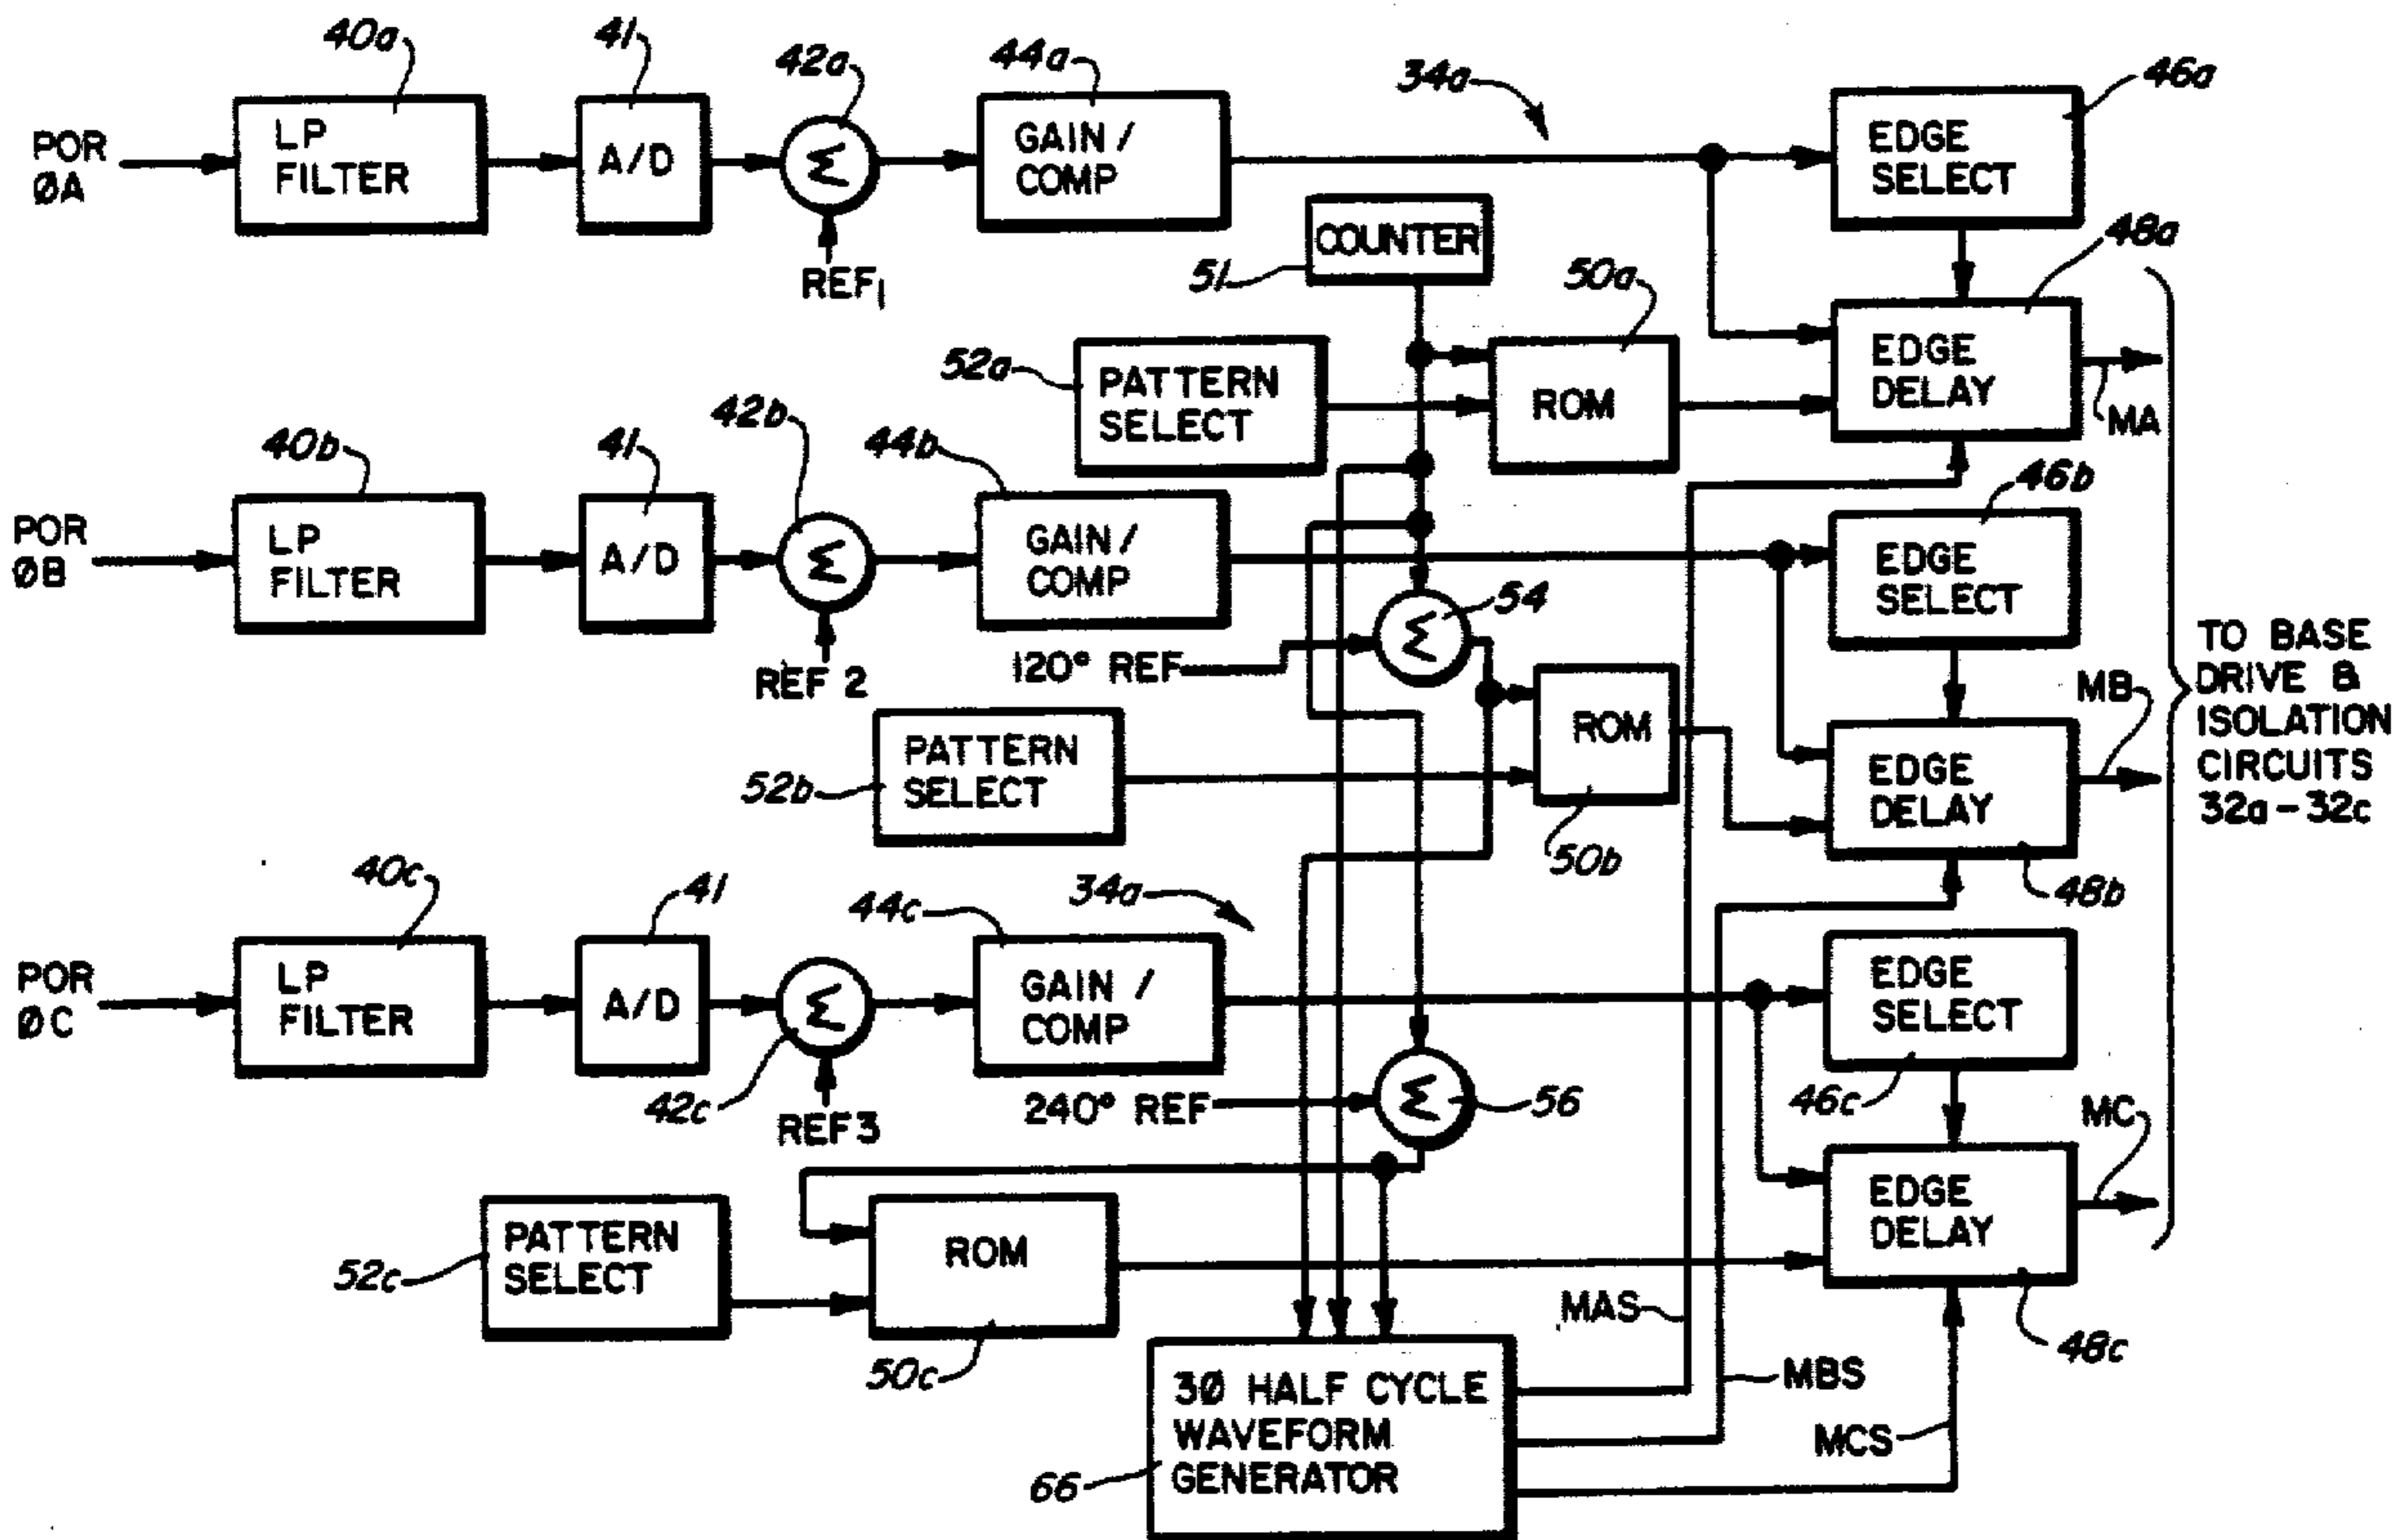 40a
41
42a
44a
34a
46a
POR
ØA
LP
FILTER
A/D
Σ
GAIN /
COMP
EDGE
SELECT
REF1
COUNTER
51
50a
48a
52a
PATTERN
SELECT
ROM
EDGE
DELAY
MA
40b
41
42b
44b
46b
POR
ØB
LP
FILTER
A/D
Σ
GAIN /
COMP
EDGE
SELECT
REF 2
120° REF
Σ
54
TO BASE
DRIVE &
ISOLATION
CIRCUITS
32a-32c
52b
PATTERN
SELECT
ROM
50b
EDGE
DELAY
MB
48b
40c
41
44c
34a
POR
ØC
LP
FILTER
A/D
Σ
42c
GAIN /
COMP
EDGE
SELECT
46c
REF3
240° REF
Σ
56
MC
52c
PATTERN
SELECT
ROM
50c
EDGE
DELAY
48c
MAS
MBS
MCS
3Ø HALF CYCLE
WAVEFORM
GENERATOR
66